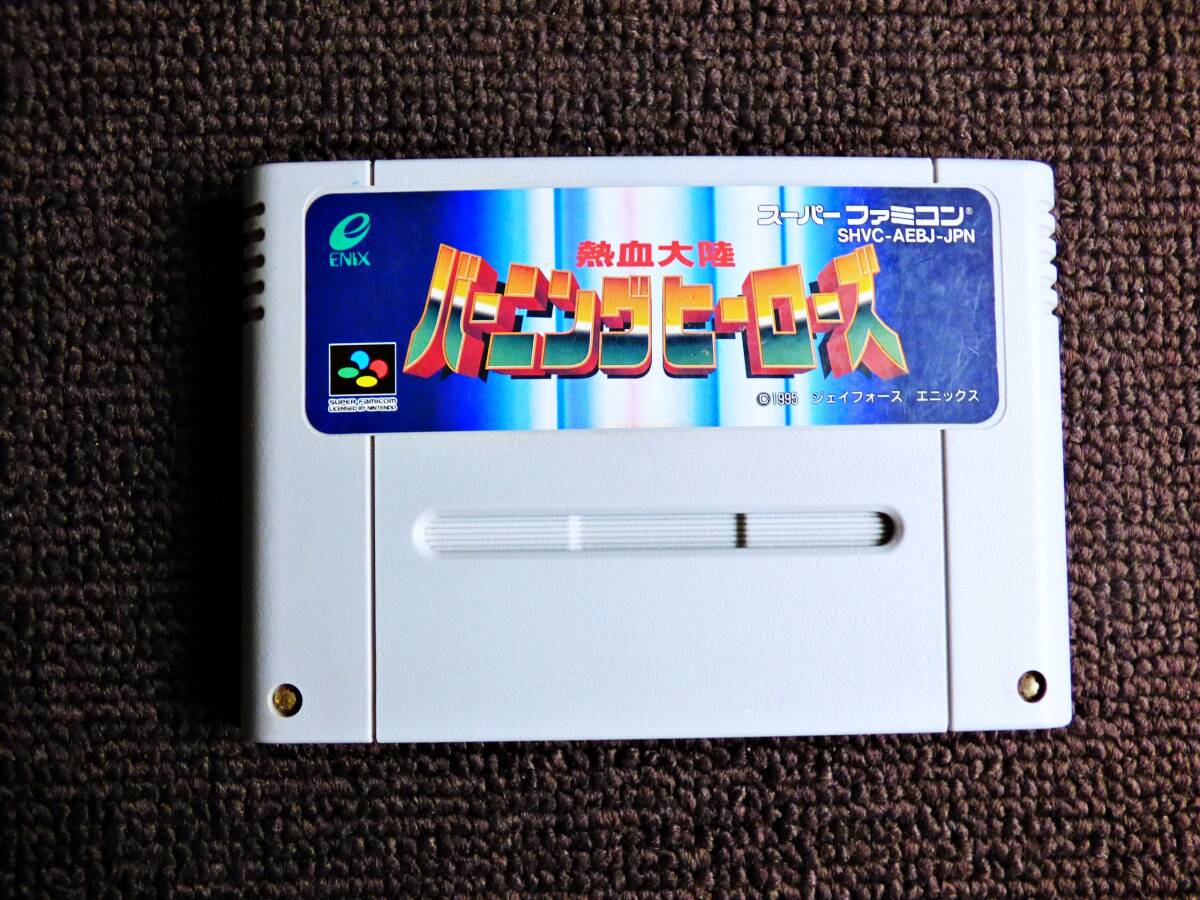 ENIX
スーパーファミコン®
SHVC-AEBJ-JPN
熱血大陸
バーニングヒーローズ
SUPER FAMICOM
LICENSED BY NINTENDO
©1995 ジェイフォース エニックス